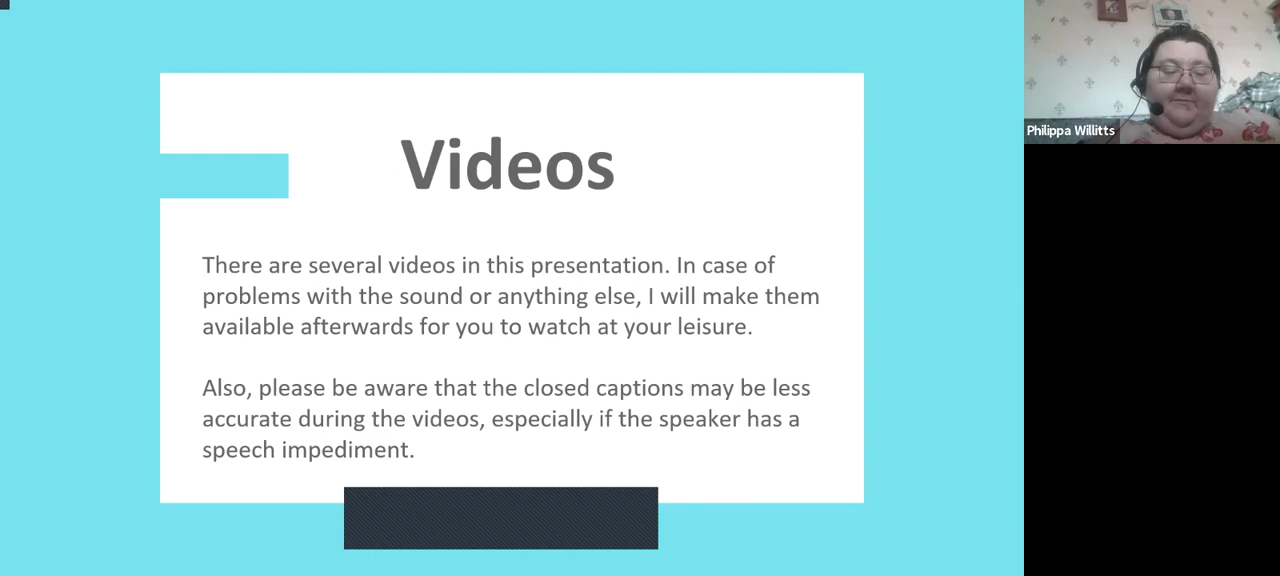 Videos
There are several videos in this presentation. In case of
problems with the sound or anything else, I will make them
available afterwards for you to watch at your leisure.
Also, please be aware that the closed captions may be less
accurate during the videos, especially if the speaker has a
speech impediment.
Philippa Willitts